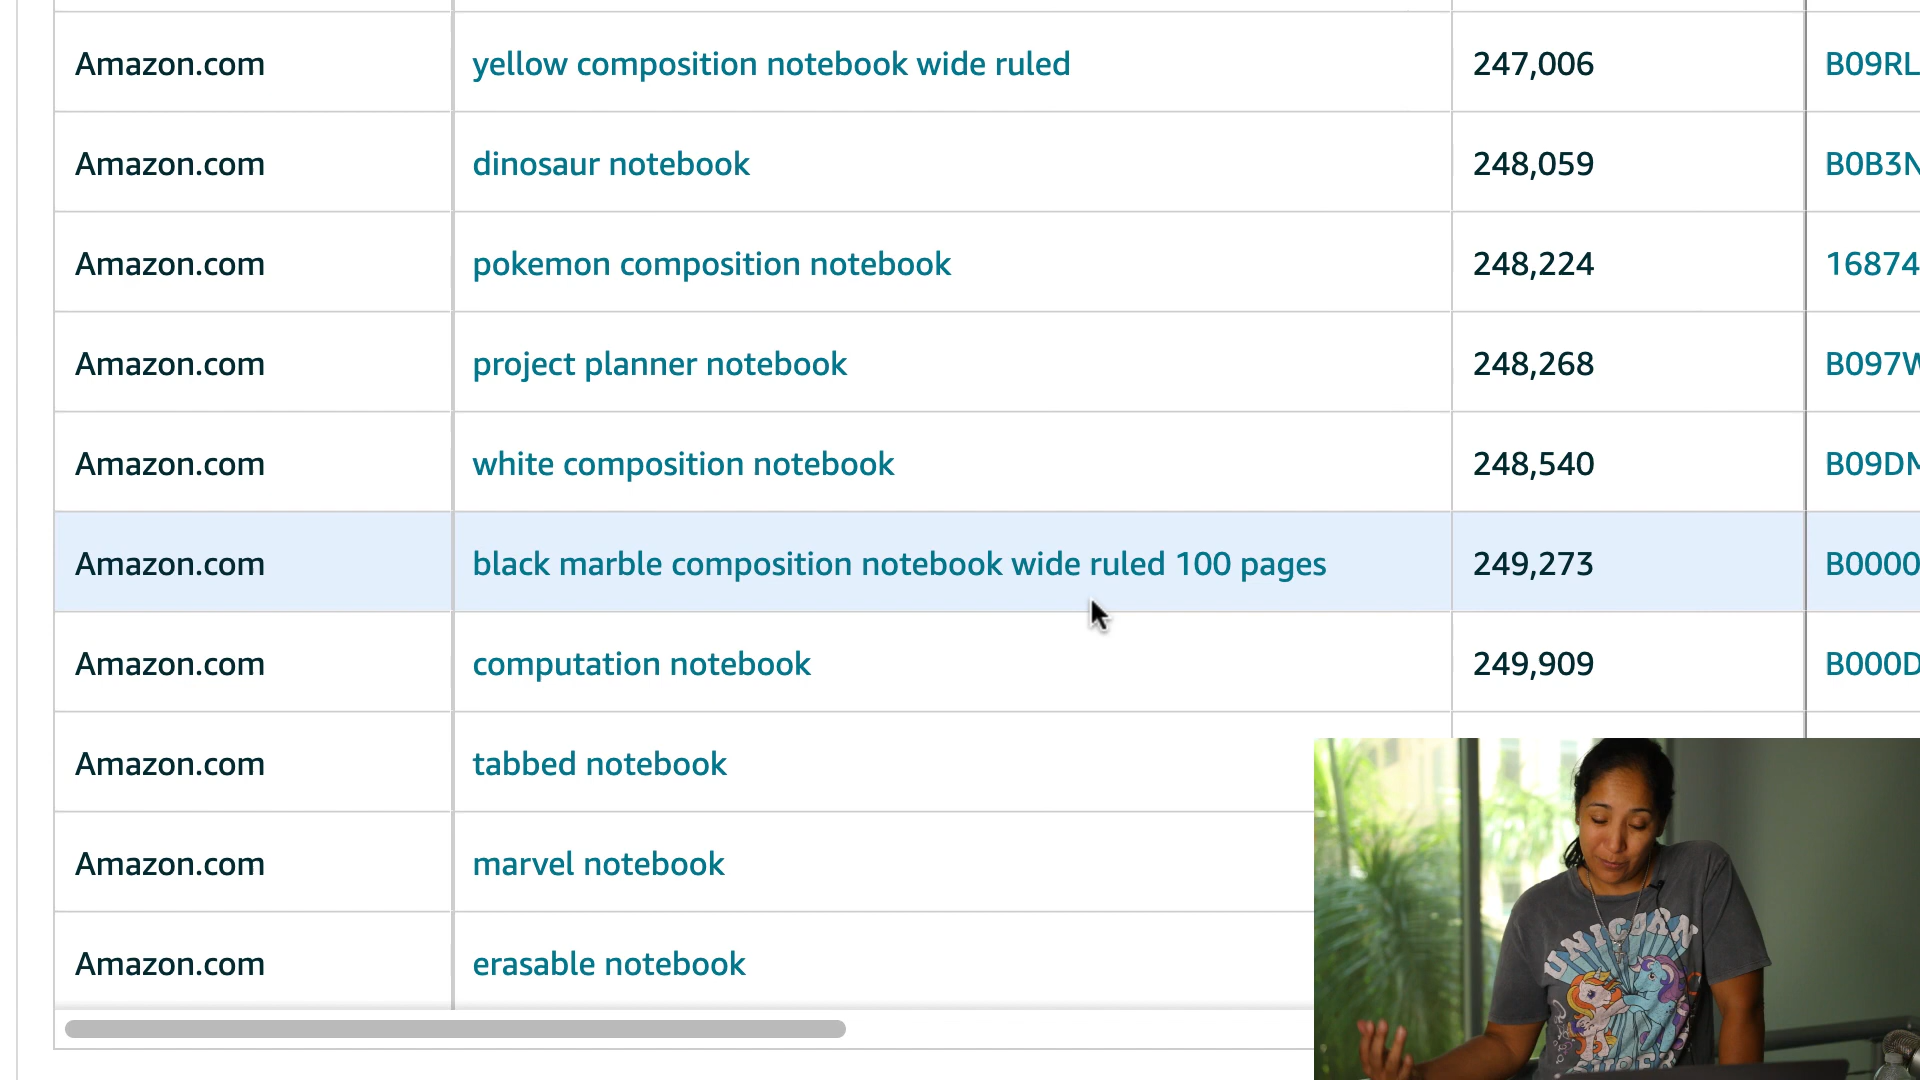 Amazon.com yellow composition notebook wide ruled 247,006 B09RL
Amazon.com dinosaur notebook 248,059 B0B3N
Amazon.com pokemon composition notebook 248,224 16874
Amazon.com project planner notebook 248,268 B097W
Amazon.com white composition notebook 248,540 B09DM
Amazon.com black marble composition notebook wide ruled 100 pages 249,273 B0000
Amazon.com computation notebook 249,909 B000D
Amazon.com tabbed notebook
Amazon.com marvel notebook
Amazon.com erasable notebook
UNICORN